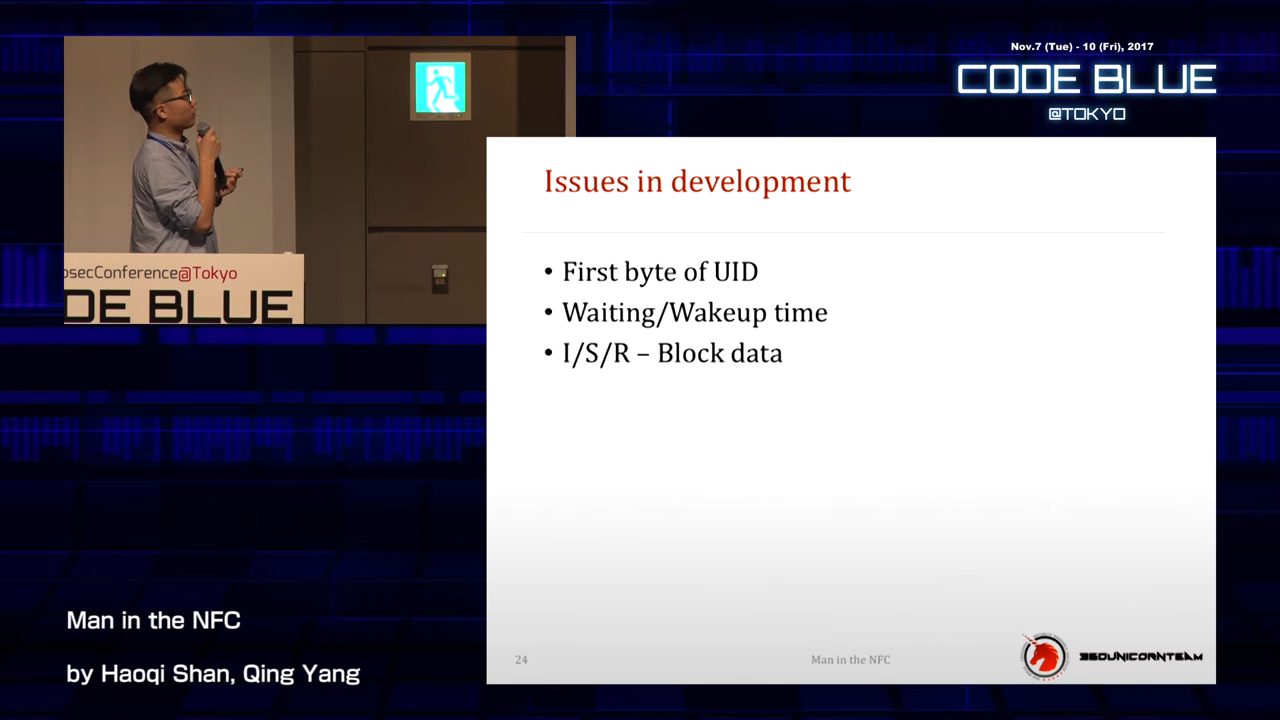 Nov.7 (Tue) - 10 (Fri), 2017
CODE BLUE
@TOKYO
osecConference@Tokyo
DE BLUE
Issues in development
• First byte of UID
• Waiting/Wakeup time
• I/S/R – Block data
24
Man in the NFC
360UNICORNTEAM
Man in the NFC
by Haoqi Shan, Qing Yang